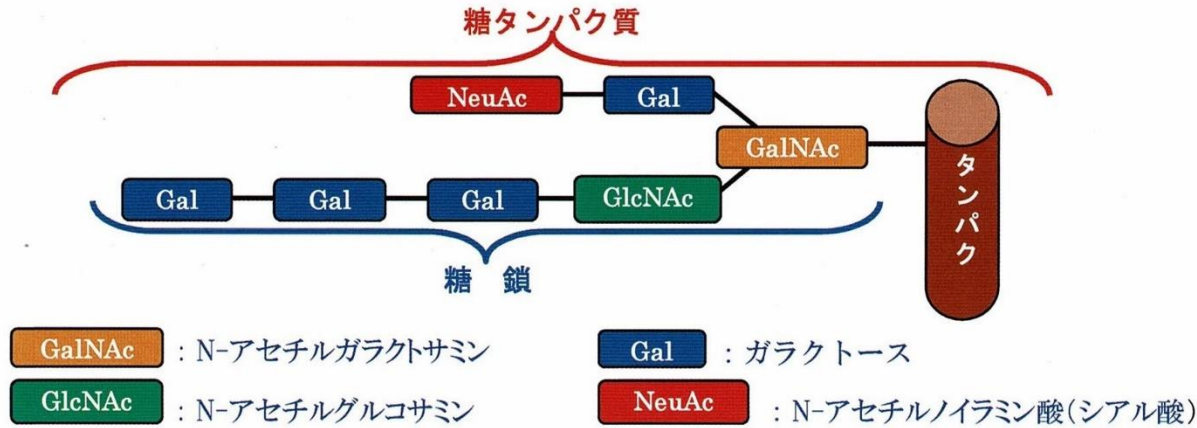 糖タンパク質
NeuAc Gal
GalNAc
Gal Gal Gal GlcNAc
タンパク
糖 鎖
GalNAc : N-アセチルガラクトサミン
Gal : ガラクトース
GlcNAc : N-アセチルグルコサミン
NeuAc : N-アセチルノイラミン酸(シアル酸)